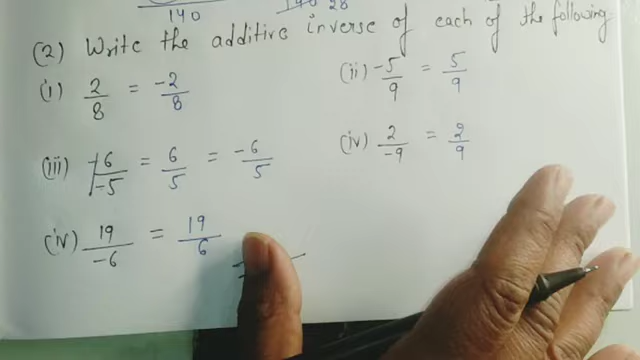 140 28
(2) Write the additive inverse of each of the following
(i) 2/8 = -2/8
(ii) -5/9 = 5/9
(iii) -6/-5 = 6/5 = -6/5
(iv) 2/-9 = 2/9
(iv) 19/-6 = 19/6